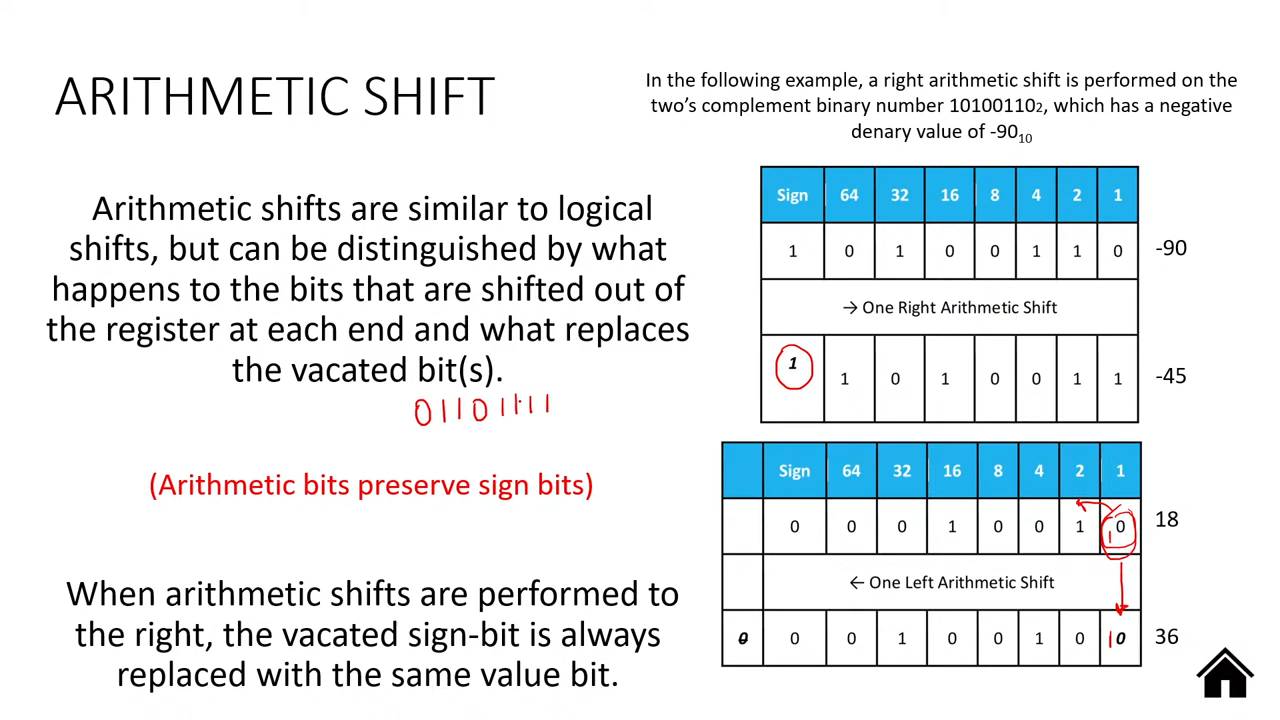 ARITHMETIC SHIFT
Arithmetic shifts are similar to logical
shifts, but can be distinguished by what
happens to the bits that are shifted out of
the register at each end and what replaces
the vacated bit(s).
01101111
(Arithmetic bits preserve sign bits)
When arithmetic shifts are performed to
the right, the vacated sign-bit is always
replaced with the same value bit.
In the following example, a right arithmetic shift is performed on the
two's complement binary number 10100110₂, which has a negative
denary value of -90₁₀
Sign 64 32 16 8 4 2 1
1 0 1 0 0 1 1 0 -90
→ One Right Arithmetic Shift
1 1 0 1 0 0 1 1 -45
Sign 64 32 16 8 4 2 1
0 0 0 1 0 0 1 1 0 18
← One Left Arithmetic Shift
0 0 0 1 0 0 1 0 1 0 36